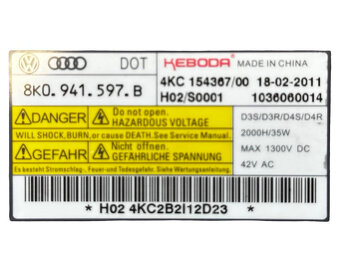 DOT KEBODA® MADE IN CHINA
8K0.941.597.B
4KC 154367/00 18-02-2011
H02/S0001 1036060014
DANGER Do not open. HAZARDOUS VOLTAGE
WILL SHOCK, BURN, or cause DEATH. See Service Manual.
GEFAHR Nicht öffnen. GEFÄHRLICHE SPANNUNG
Es besteht Stromschlag-, Feuer-und Todesgefahr. Siehe Wartungshandbuch
D3S/D3R/D4S/D4R
2000H/35W
MAX 1300V DC
42V AC
* H02 4KC2B2I12D23 *